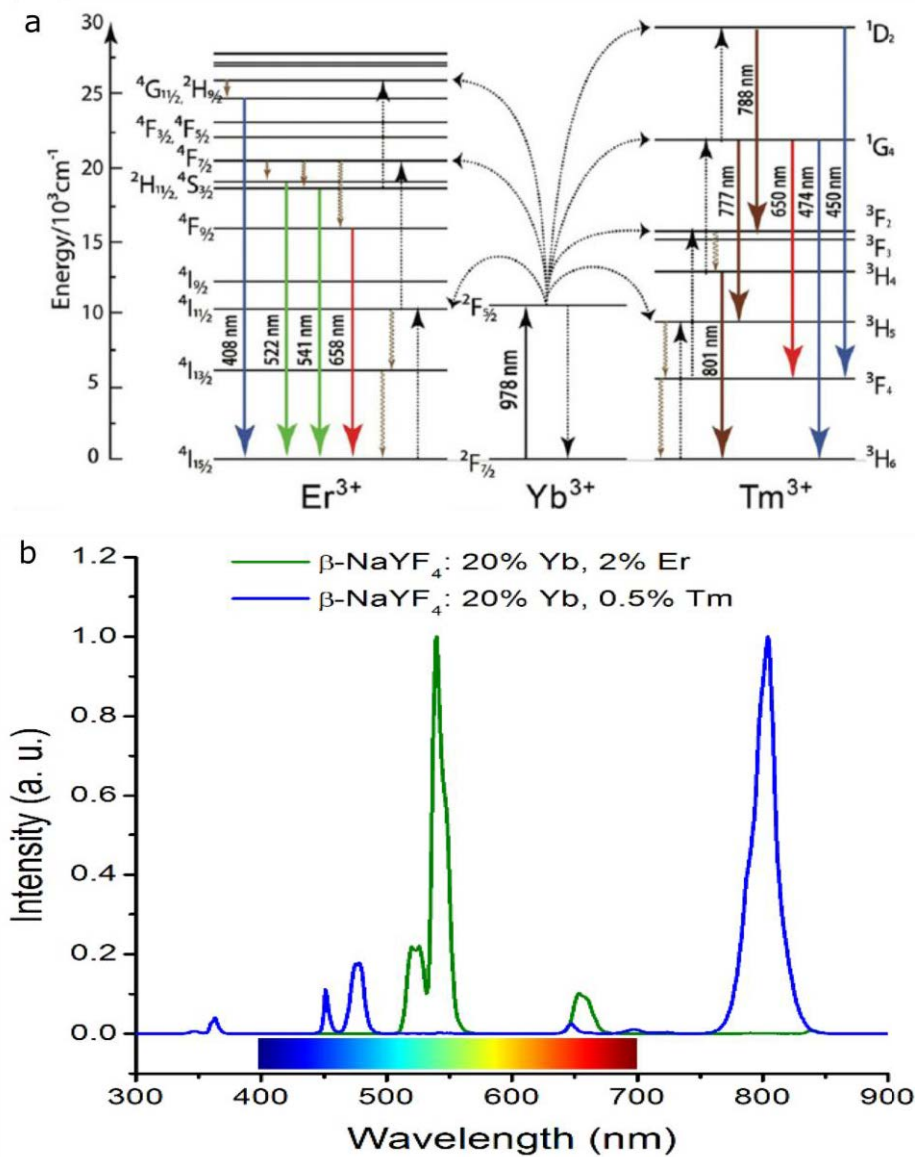 a
Energy/10³cm⁻¹
30
25
20
15
10
5
0
⁴G₁₁/₂, ²H₉/₂
⁴F₃/₂, ⁴F₅/₂
⁴F₇/₂
²H₁₁/₂, ⁴S₃/₂
⁴F₉/₂
⁴I₉/₂
⁴I₁₁/₂
⁴I₁₃/₂
⁴I₁₅/₂
408 nm
522 nm
541 nm
658 nm
Er³⁺
²F₅/₂
978 nm
²F₇/₂
Yb³⁺
788 nm
777 nm
650 nm
474 nm
450 nm
801 nm
¹D₂
¹G₄
³F₂
³F₃
³H₄
³H₅
³F₄
³H₆
Tm³⁺
b
β-NaYF₄: 20% Yb, 2% Er
β-NaYF₄: 20% Yb, 0.5% Tm
Intensity (a. u.)
1.2
1.0
0.8
0.6
0.4
0.2
0.0
300 400 500 600 700 800 900
Wavelength (nm)